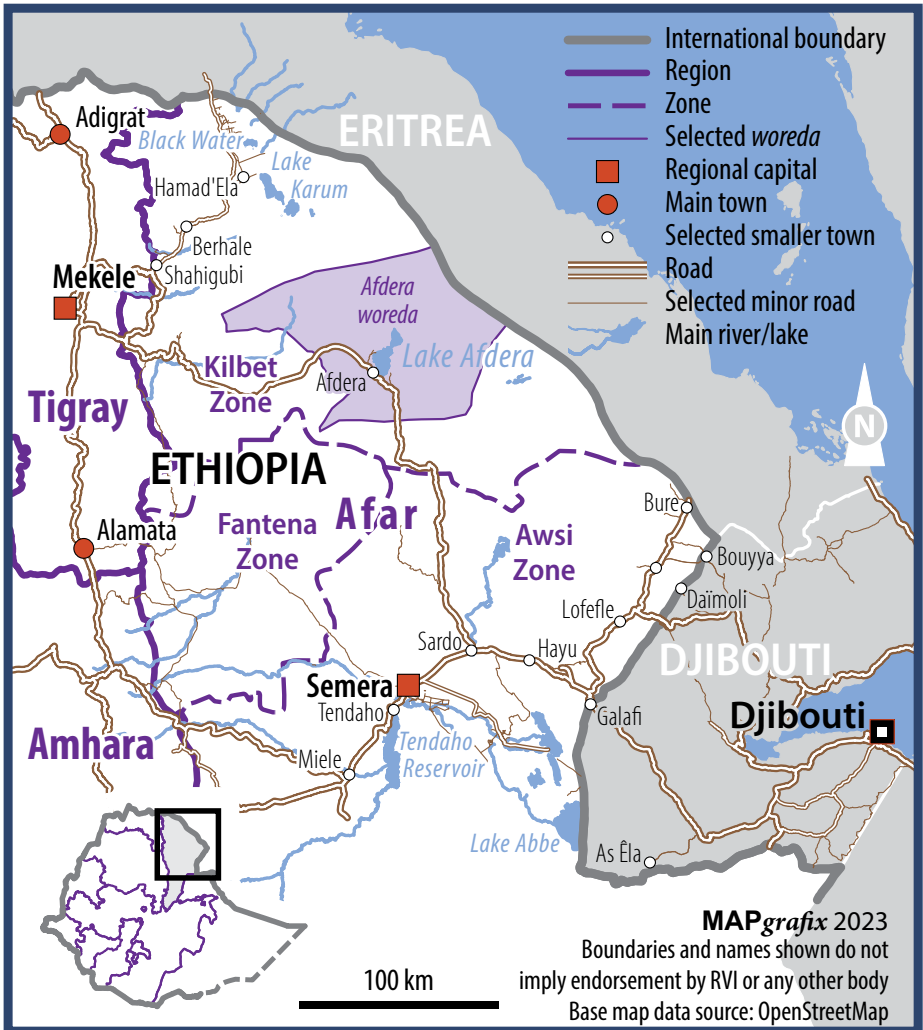 International boundary
Region
Zone
Selected woreda
Regional capital
Main town
Selected smaller town
Road
Selected minor road
Main river/lake
N
ERITREA
Adigrat
Black Water
Lake
Karum
Hamad'Ela
Berhale
Shahigubi
Mekele
Afdera
woreda
Lake Afdera
Afdera
Kilbet
Zone
Tigray
ETHIOPIA
Afar
Fantena
Zone
Alamata
Awsi
Zone
Bure
Bouyya
Daïmoli
Lofefle
Sardo
Hayu
DJIBOUTI
Semera
Tendaho
Galafi
Djibouti
Amhara
Miele
Tendaho
Reservoir
Lake Abbe
As Êla
100 km
MAPgrafix 2023
Boundaries and names shown do not
imply endorsement by RVI or any other body
Base map data source: OpenStreetMap